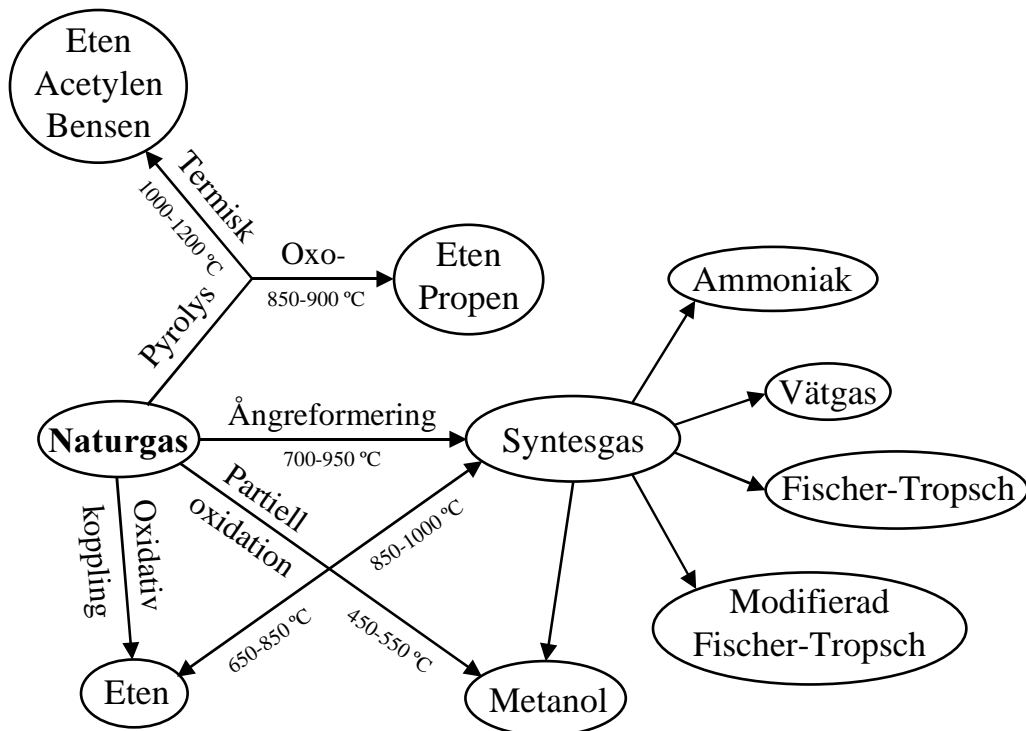 Eten
Acetylen
Bensen
Termisk
1000-1200 ºC
Pyrolys
Oxo-
850-900 ºC
Eten
Propen
Ammoniak
Vätgas
Naturgas
Ångreformering
700-950 ºC
Syntesgas
Fischer-Tropsch
Partiell
oxidation
850-1000 ºC
Oxidativ
koppling
650-850 ºC
450-550 ºC
Modifierad
Fischer-Tropsch
Eten
Metanol